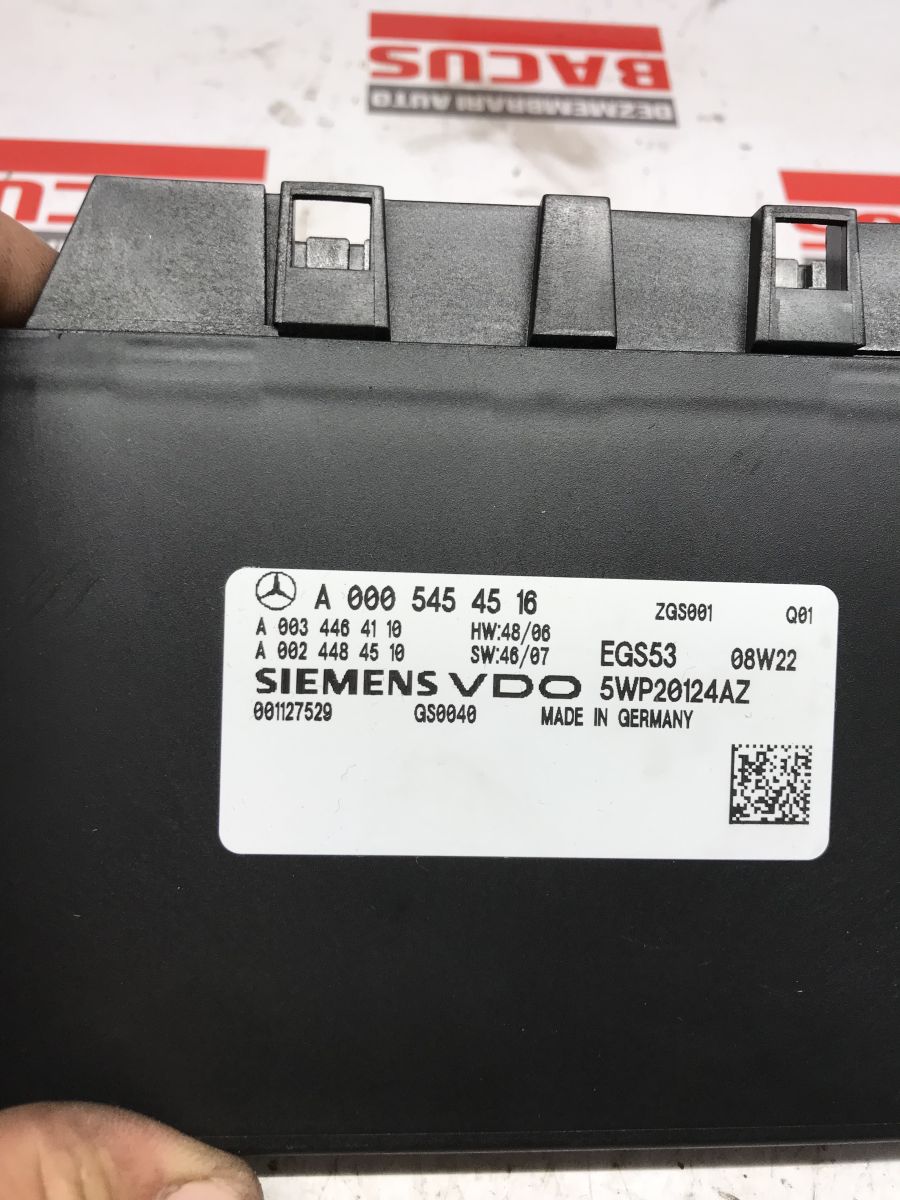 BACUS
DEZMEMBRARI AUTO
A 000 545 45 16 ZGS001 Q01
A 003 446 41 10 HW:48/06
A 002 448 45 10 SW:46/07 EGS53 08W22
SIEMENS VDO 5WP20124AZ
001127529 GS0040 MADE IN GERMANY